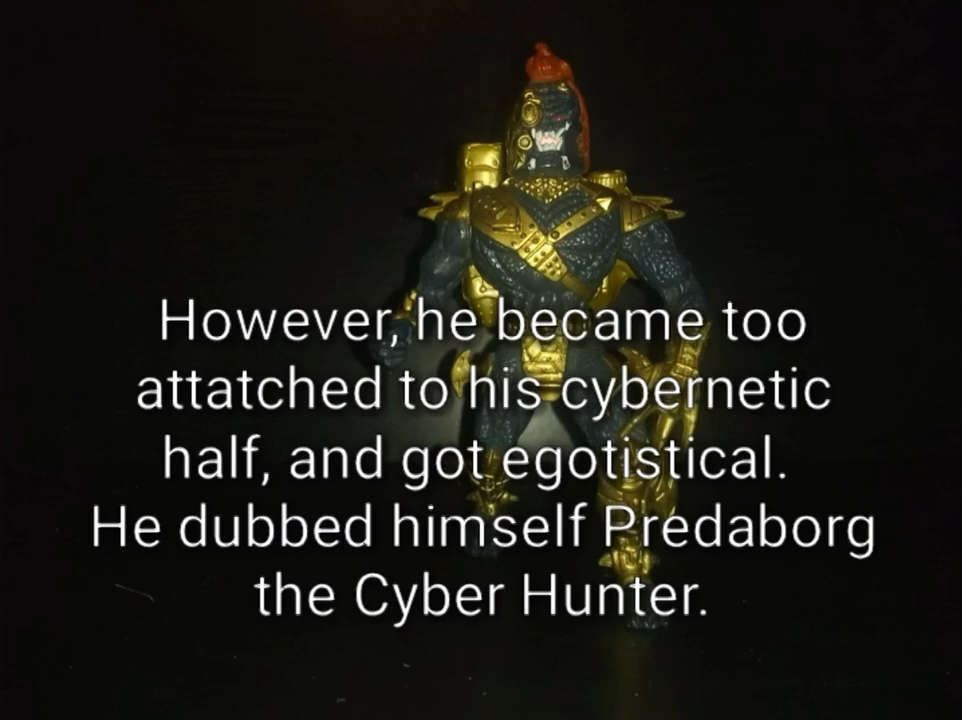 However, he became too
attatched to his cybernetic
half, and got egotistical.
He dubbed himself Predaborg
the Cyber Hunter.